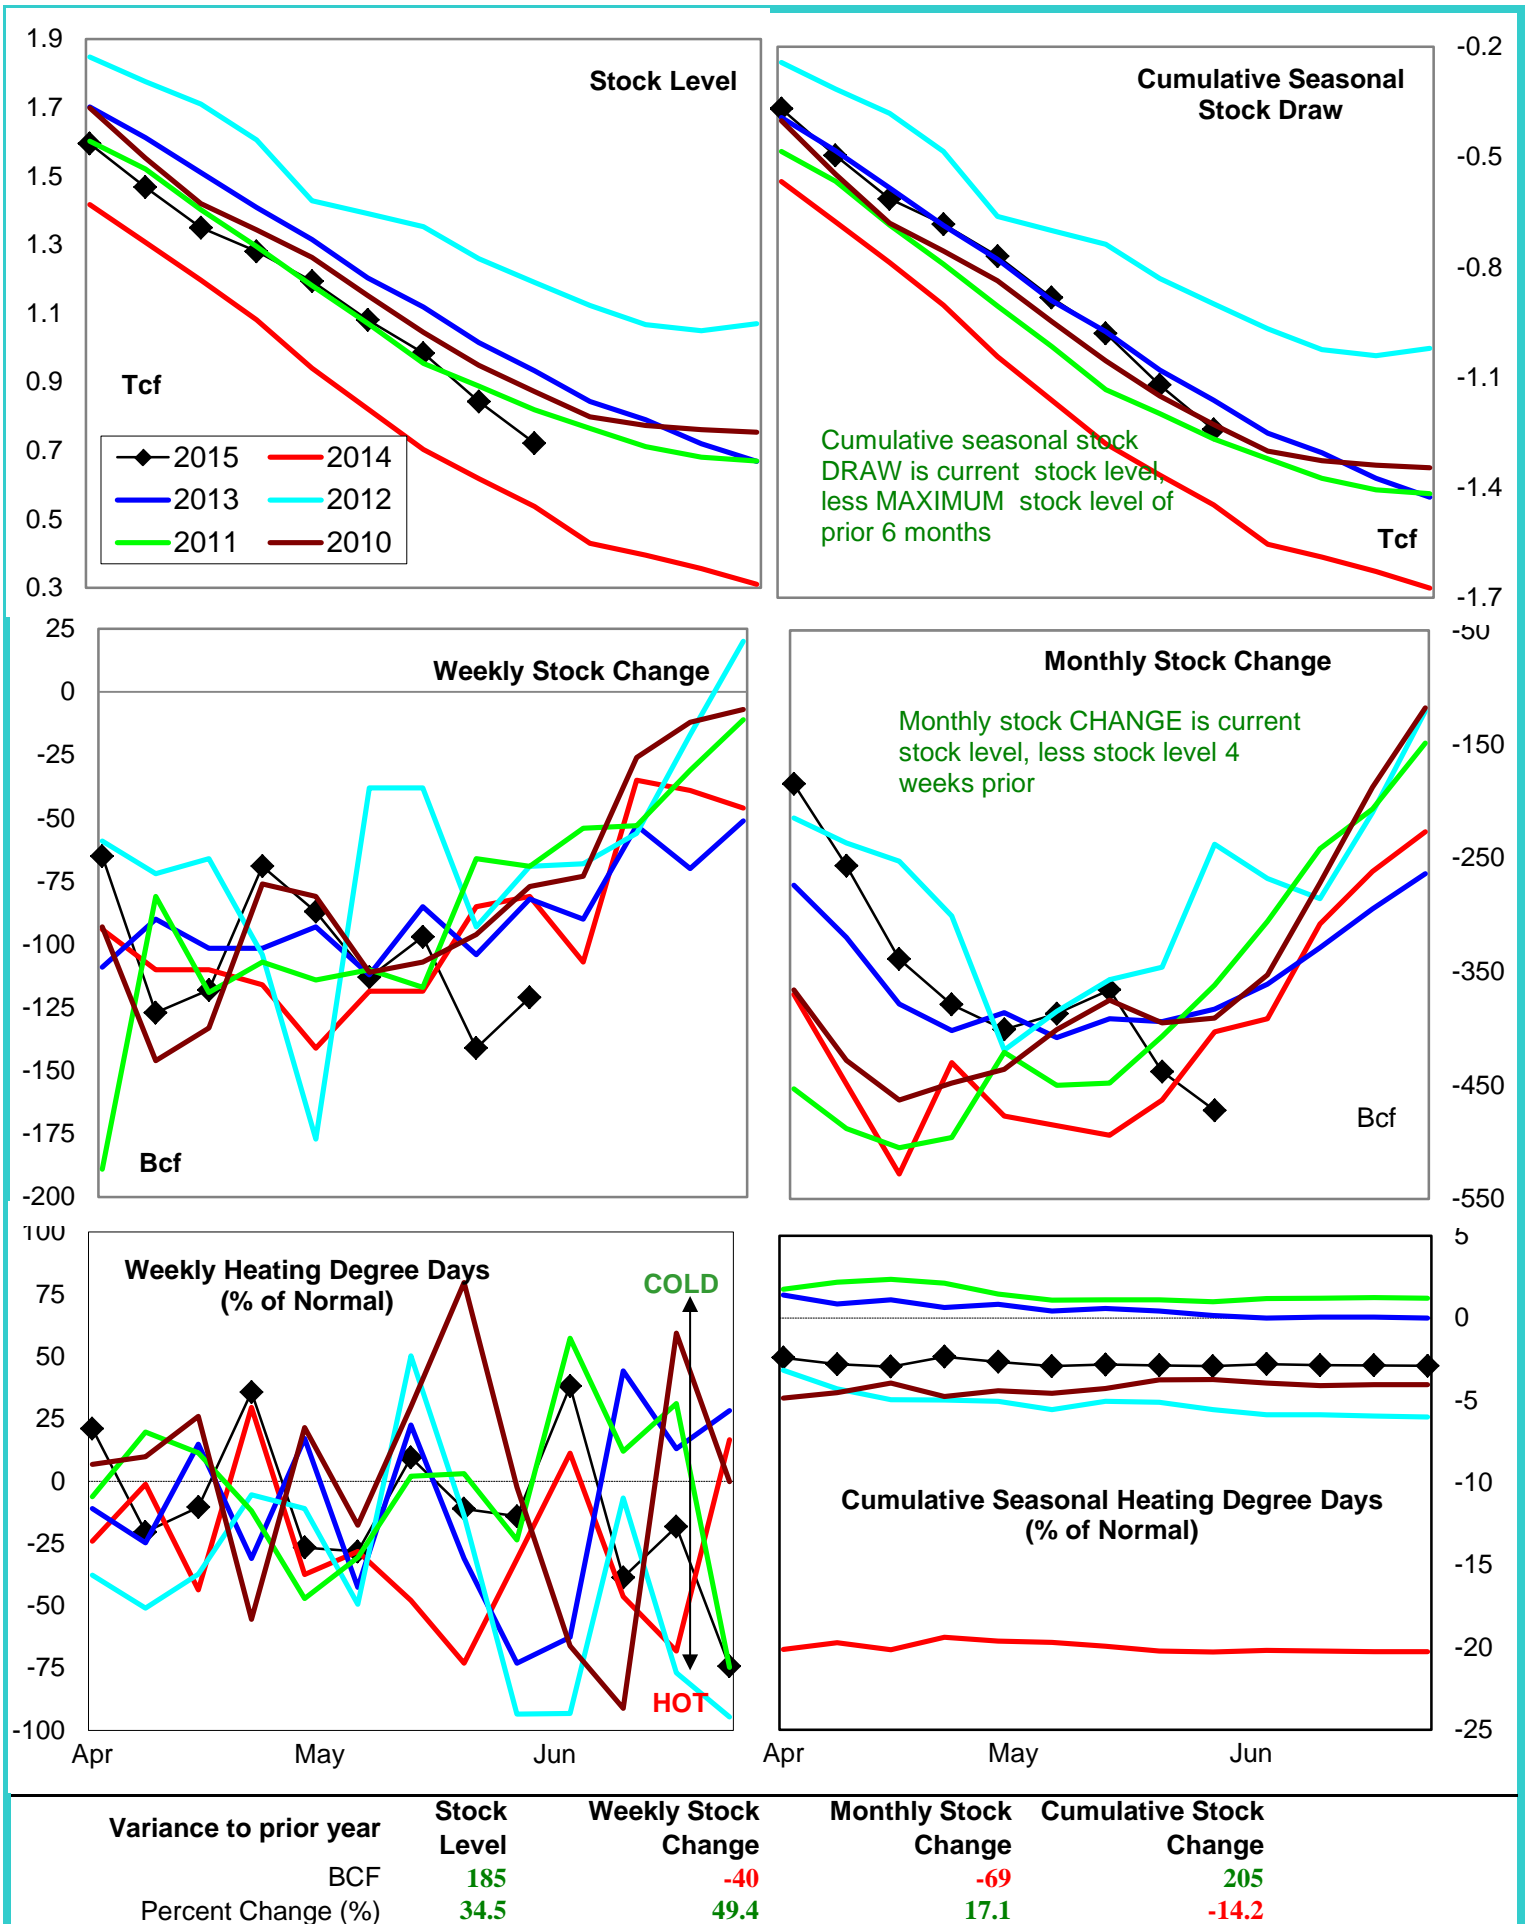 1.9
1.7
1.5
1.3
1.1
0.9
0.7
0.5
0.3
Stock Level
Tcf
2015 2014
2013 2012
2011 2010
Cumulative Seasonal
Stock Draw
Cumulative seasonal stock
DRAW is current stock level,
less MAXIMUM stock level of
prior 6 months
Tcf
-0.2
-0.5
-0.8
-1.1
-1.4
-1.7
25
0
-25
-50
-75
-100
-125
-150
-175
-200
Weekly Stock Change
Bcf
Monthly Stock Change
Monthly stock CHANGE is current
stock level, less stock level 4
weeks prior
Bcf
-50
-150
-250
-350
-450
-550
100
75
50
25
0
-25
-50
-75
-100
Weekly Heating Degree Days
(% of Normal)
COLD
HOT
Apr May Jun
Cumulative Seasonal Heating Degree Days
(% of Normal)
5
0
-5
-10
-15
-20
-25
Apr May Jun
Variance to prior year
Stock
Level
Weekly Stock
Change
Monthly Stock
Change
Cumulative Stock
Change
BCF 185 -40 -69 205
Percent Change (%) 34.5 49.4 17.1 -14.2